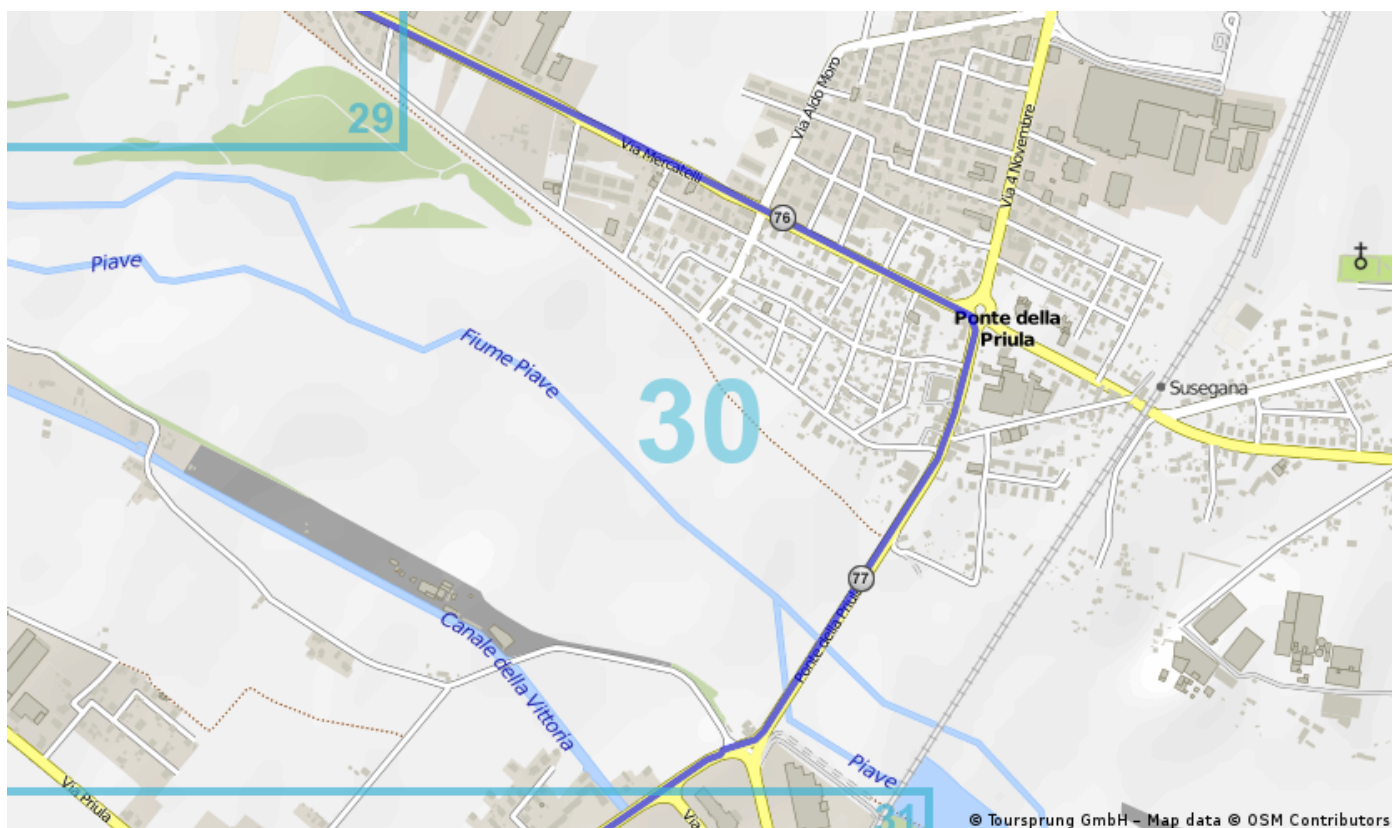 29
Via Aldo Moro
Via 4 Novembre
Via Mercatelli
76
Piave
Ponte della
Priula
Fiume Piave
Susegana
30
77
Ponte della Priula
Canale della Vittoria
Piave
Via Priula
Via
31
© Toursprung GmbH – Map data © OSM Contributors